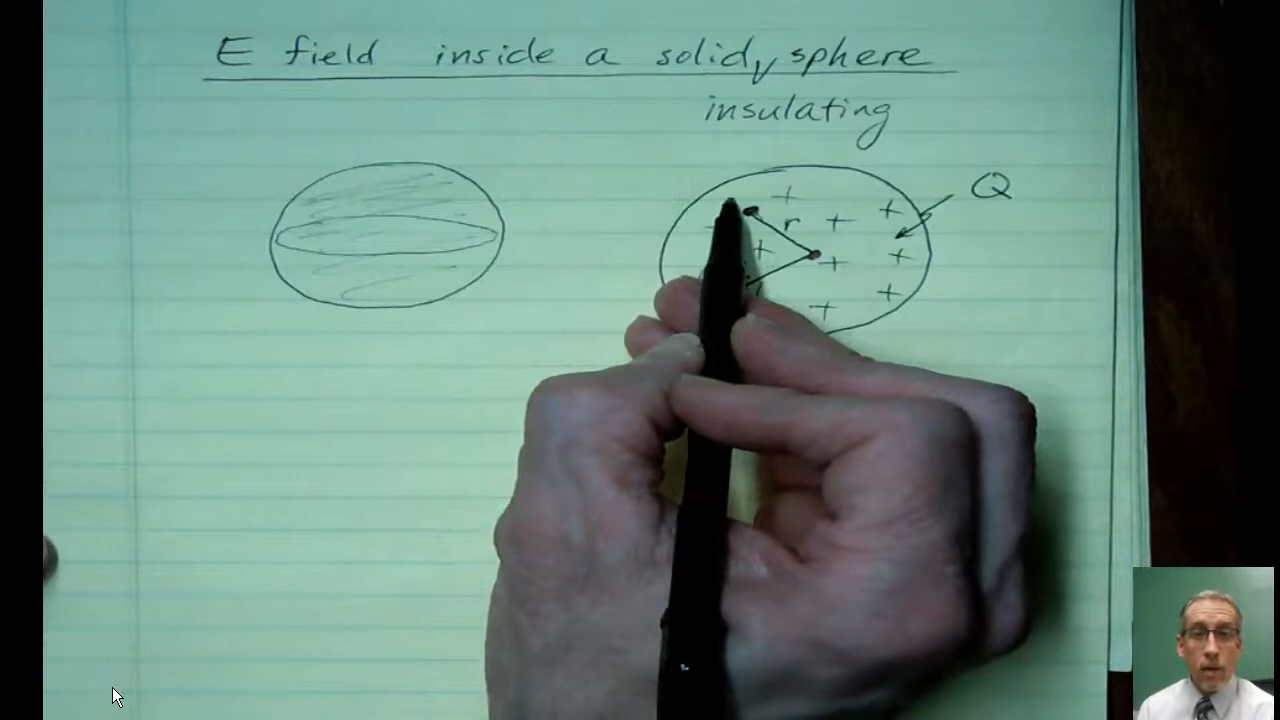 E field inside a solid sphere
insulating
Q
+ + +
r +
+ + +
+ +